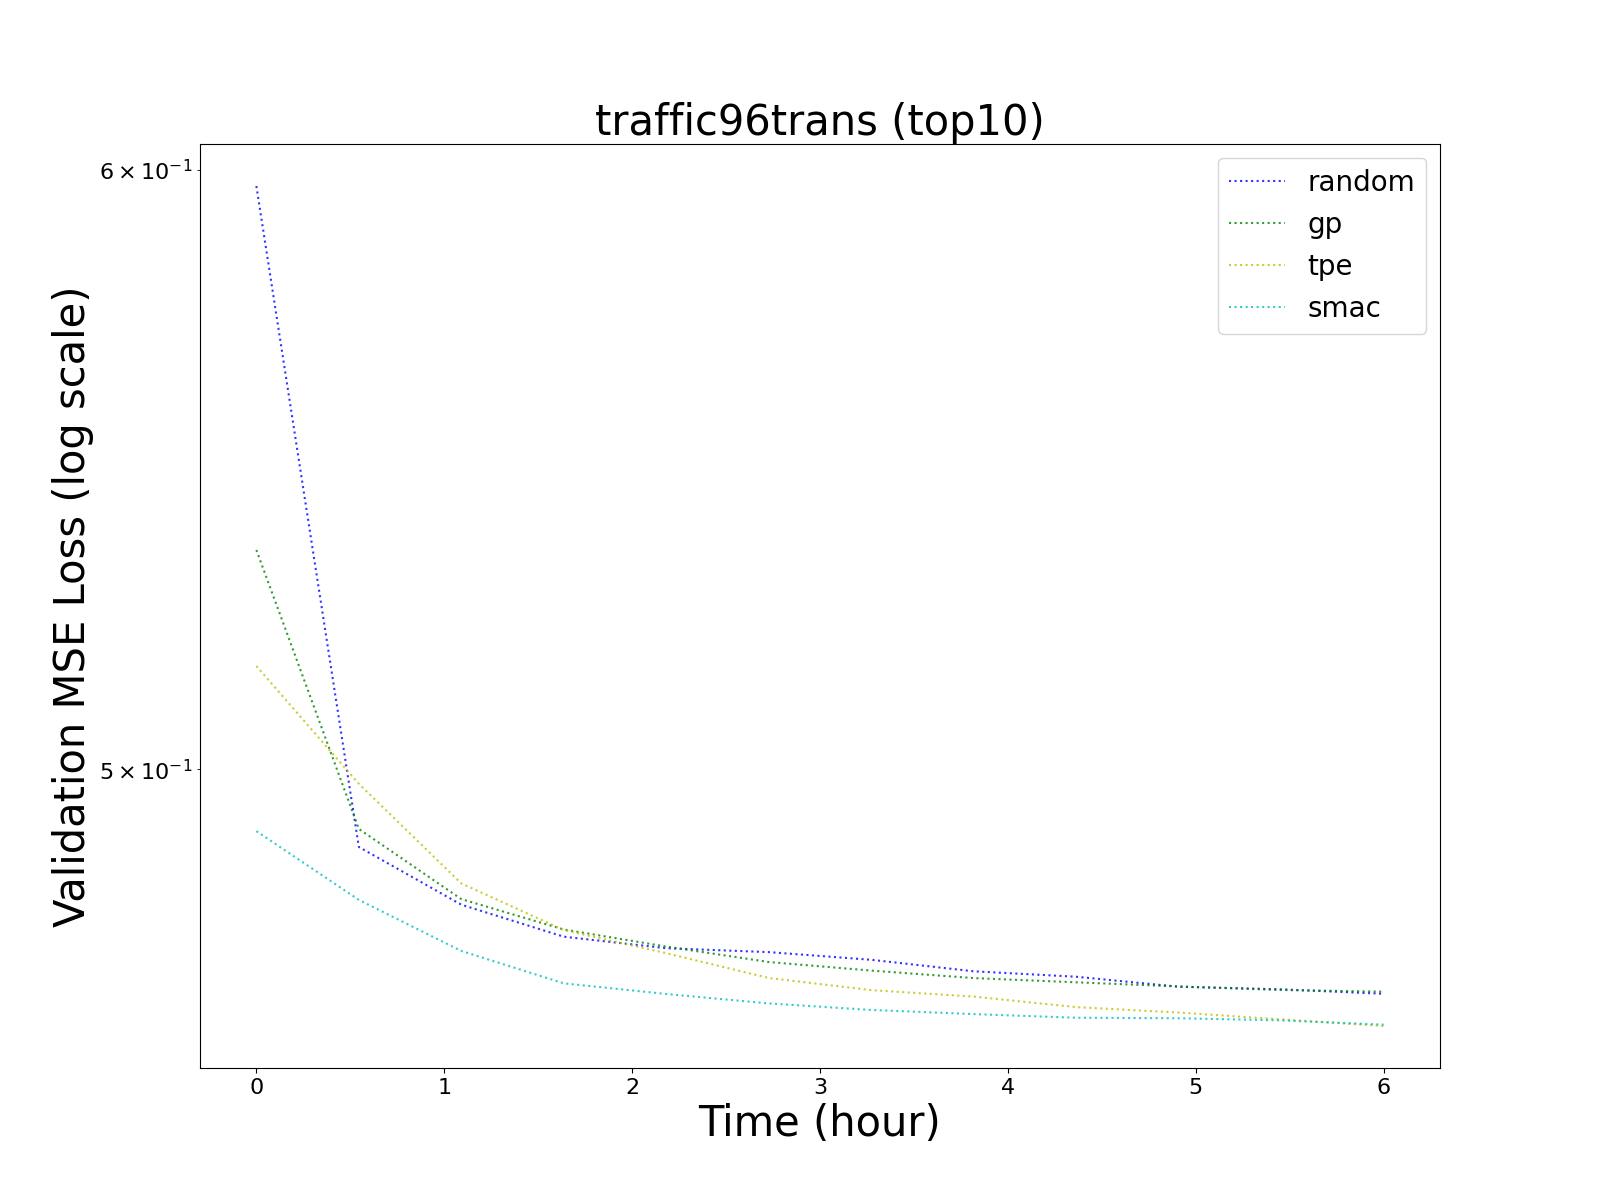 traffic96trans (top10)
6 × 10⁻¹
5 × 10⁻¹
Validation MSE Loss (log scale)
random
gp
tpe
smac
0 1 2 3 4 5 6
Time (hour)